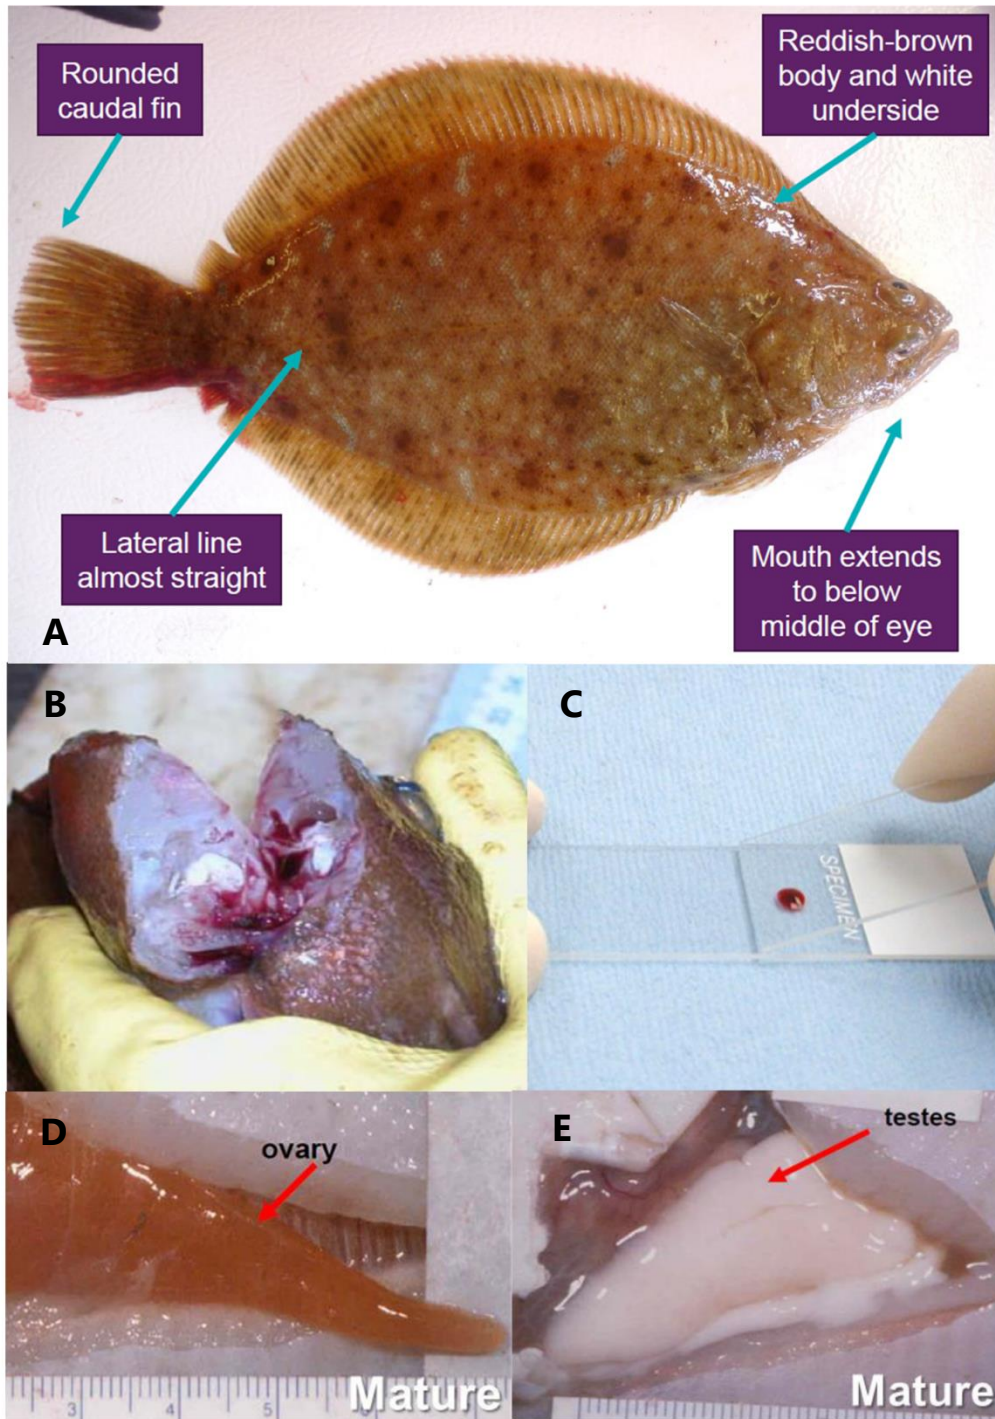 Rounded
caudal fin
Reddish-brown
body and white
underside
Lateral line
almost straight
Mouth extends
to below
middle of eye
A
B
C
SPECIMEN
D
ovary
3 4 5
Mature
E
testes
Mature